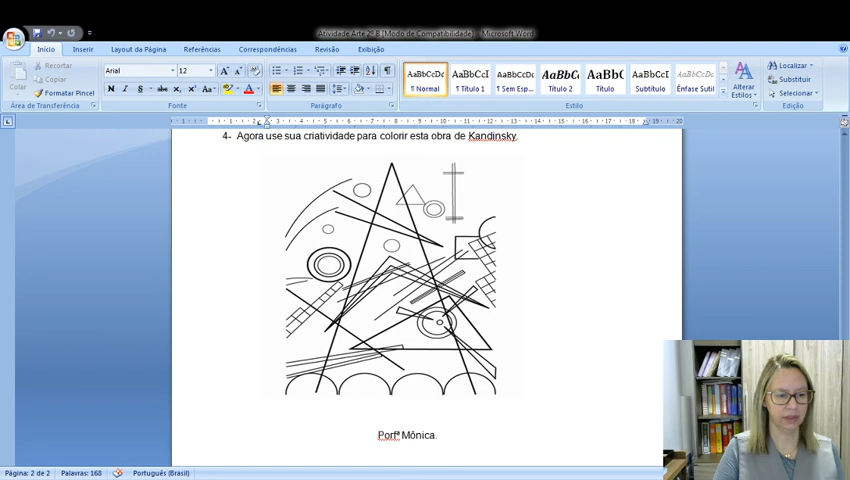 Atividade Arte 2º B [Modo de Compatibilidade] - Microsoft Word
Início Inserir Layout da Página Referências Correspondências Revisão Exibição
Colar
Recortar
Copiar
Formatar Pincel
Área de Transferência
Arial 12
Fonte
Parágrafo
AaBbCcDc AaBbCcI AaBbCcDc AaBbC AaBb( AaBbCcI AaBbCcDc
¶ Normal ¶ Título 1 ¶ Sem Esp... Título 2 Título Subtítulo Ênfase Sutil
Alterar Estilos
Estilo
Localizar
Substituir
Selecionar
Edição
4- Agora use sua criatividade para colorir esta obra de Kandinsky.
Porfª Mônica.
Página: 2 de 2 Palavras: 168 Português (Brasil)